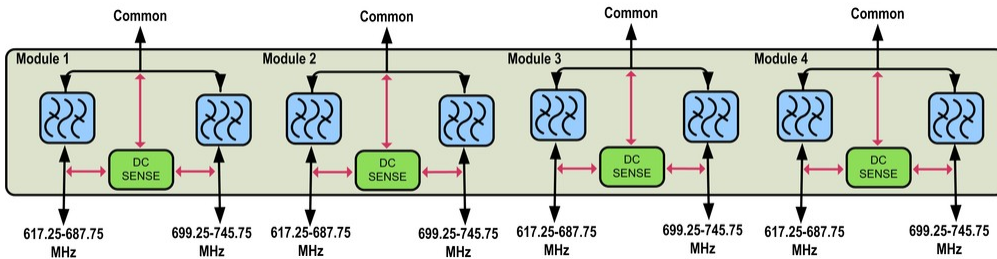 Common Common Common Common
Module 1 Module 2 Module 3 Module 4
DC
SENSE
DC
SENSE
DC
SENSE
DC
SENSE
617.25-687.75
MHz
699.25-745.75
MHz
617.25-687.75
MHz
699.25-745.75
MHz
617.25-687.75
MHz
699.25-745.75
MHz
617.25-687.75
MHz
699.25-745.75
MHz